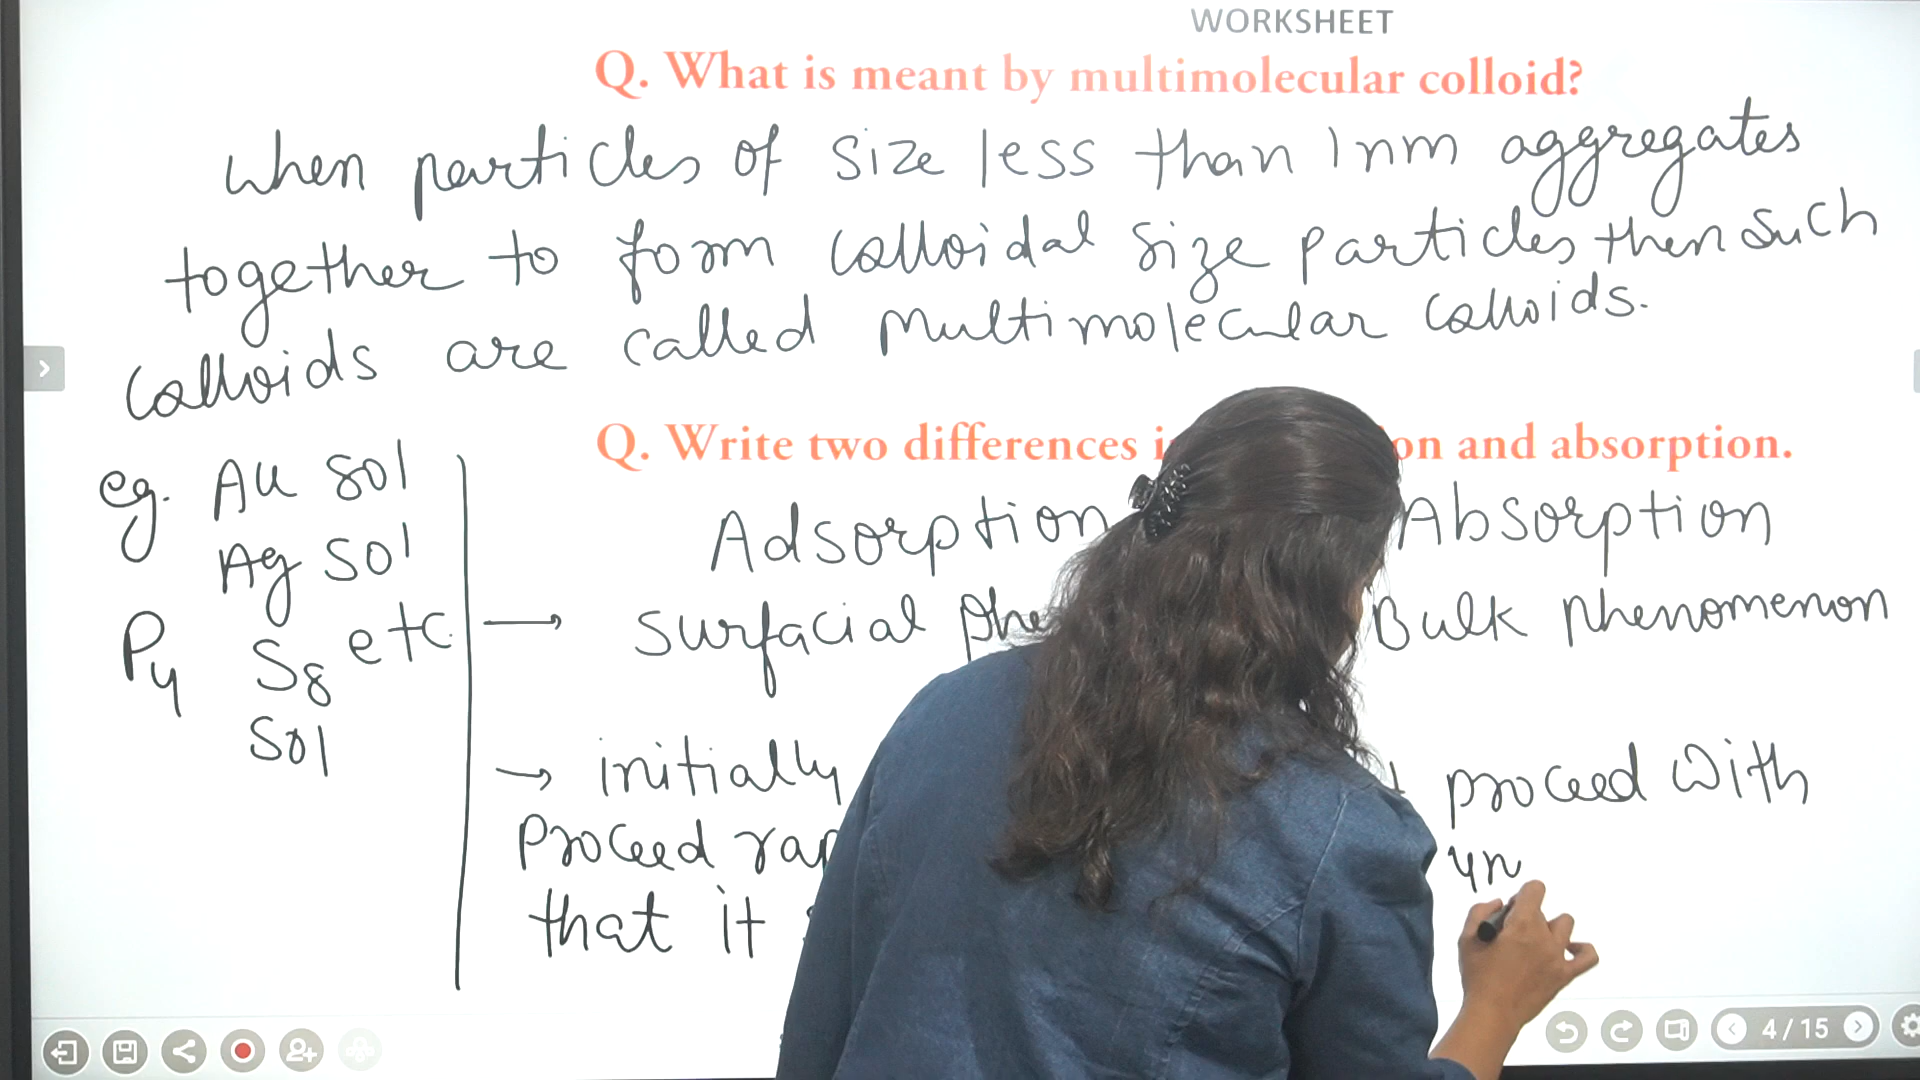 WORKSHEET
Q. What is meant by multimolecular colloid?
When particles of size less than 1nm aggregates
together to form colloidal size particles then such
colloids are called Multimolecular colloids.
eg. Au sol
Ag sol
P4 S8 etc.
sol
Q. Write two differences and absorption.
Adsorption Absorption
→ surfacial Bulk phenomenon
→ initially proceed with
proceed
that it
4/15